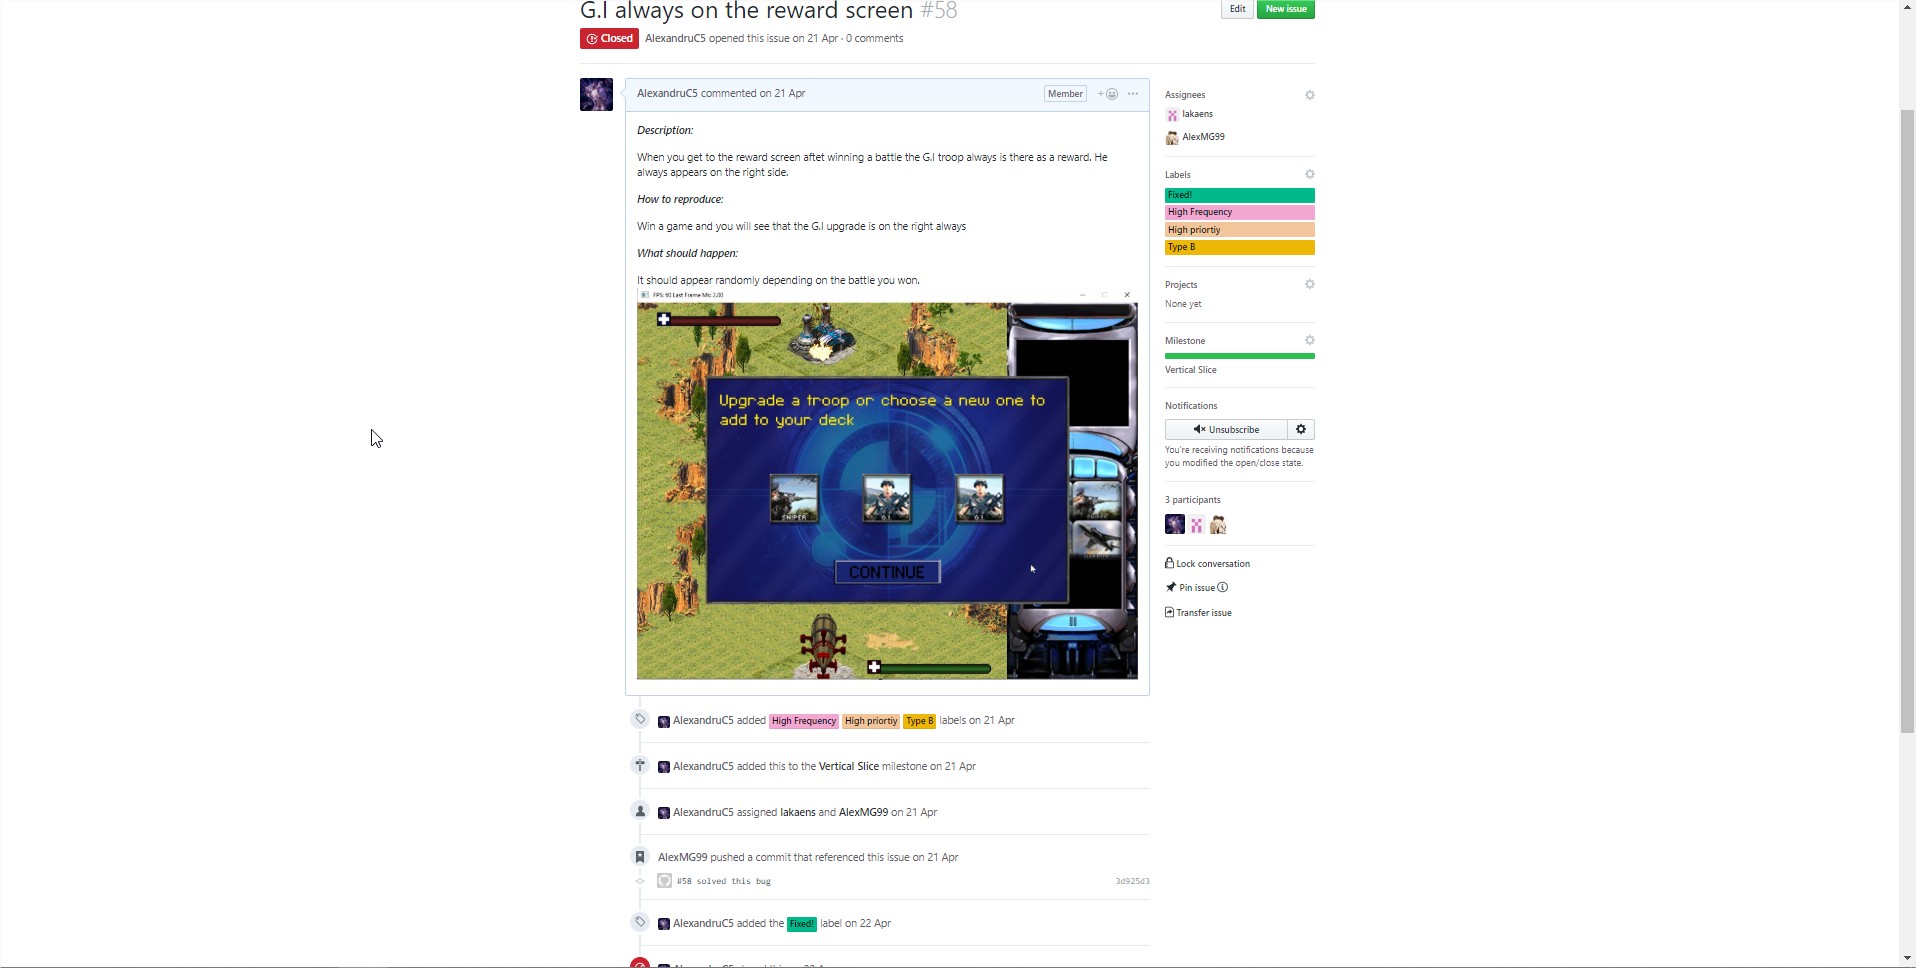 G.I always on the reward screen #58
Edit
New issue
Closed
AlexandruC5 opened this issue on 21 Apr · 0 comments
AlexandruC5 commented on 21 Apr
Member
Description:
When you get to the reward screen aftet winning a battle the G.I troop always is there as a reward. He
always appears on the right side.
How to reproduce:
Win a game and you will see that the G.I upgrade is on the right always
What should happen:
It should appear randomly depending on the battle you won.
FPS: 60 Last Frame Ms: 2.00
Upgrade a troop or choose a new one to
add to your deck
SNIPER
G.I.
G.I.
CONTINUE
AlexandruC5 added High Frequency High priortiy Type B labels on 21 Apr
AlexandruC5 added this to the Vertical Slice milestone on 21 Apr
AlexandruC5 assigned lakaens and AlexMG99 on 21 Apr
AlexMG99 pushed a commit that referenced this issue on 21 Apr
#58 solved this bug
3d925d3
AlexandruC5 added the Fixed! label on 22 Apr
Assignees
lakaens
AlexMG99
Labels
Fixed!
High Frequency
High priortiy
Type B
Projects
None yet
Milestone
Vertical Slice
Notifications
Unsubscribe
You're receiving notifications because
you modified the open/close state.
3 participants
Lock conversation
Pin issue
Transfer issue